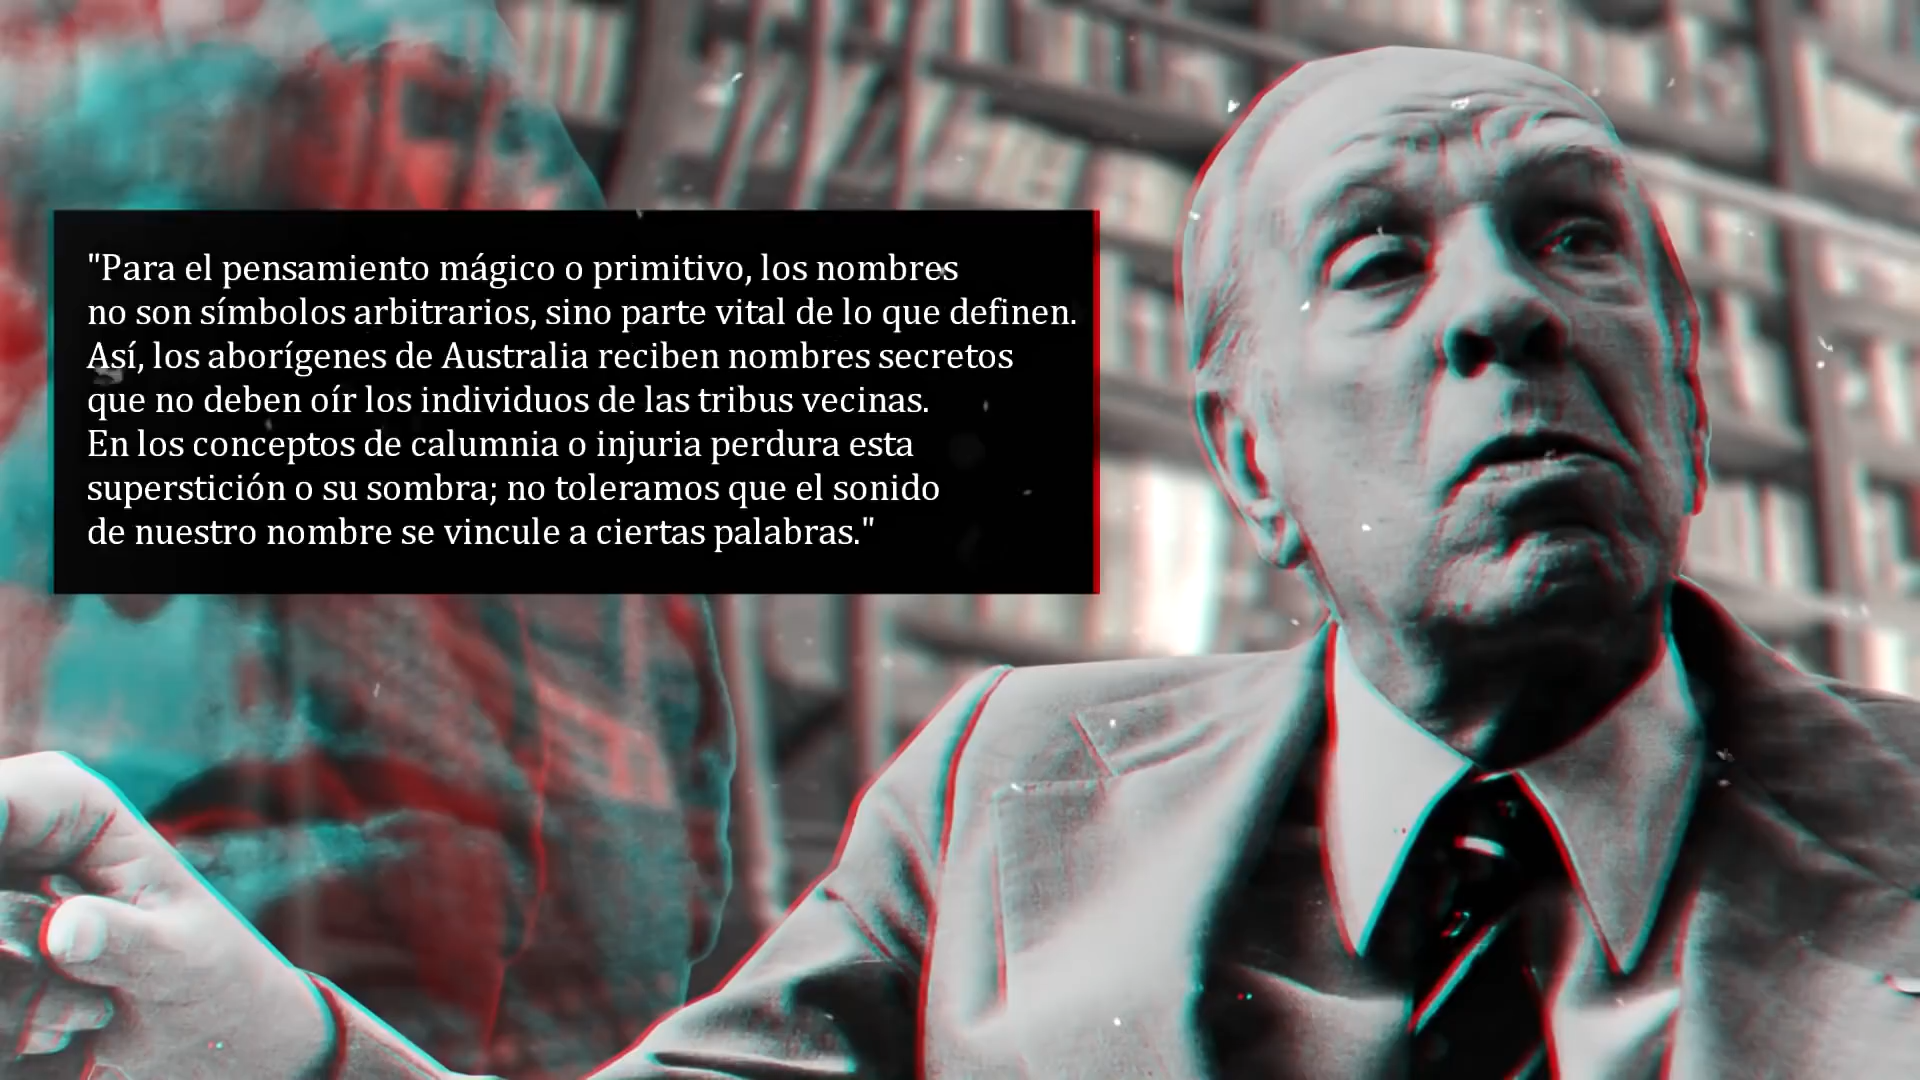 "Para el pensamiento mágico o primitivo, los nombres
no son símbolos arbitrarios, sino parte vital de lo que definen.
Así, los aborígenes de Australia reciben nombres secretos
que no deben oír los individuos de las tribus vecinas.
En los conceptos de calumnia o injuria perdura esta
superstición o su sombra; no toleramos que el sonido
de nuestro nombre se vincule a ciertas palabras."